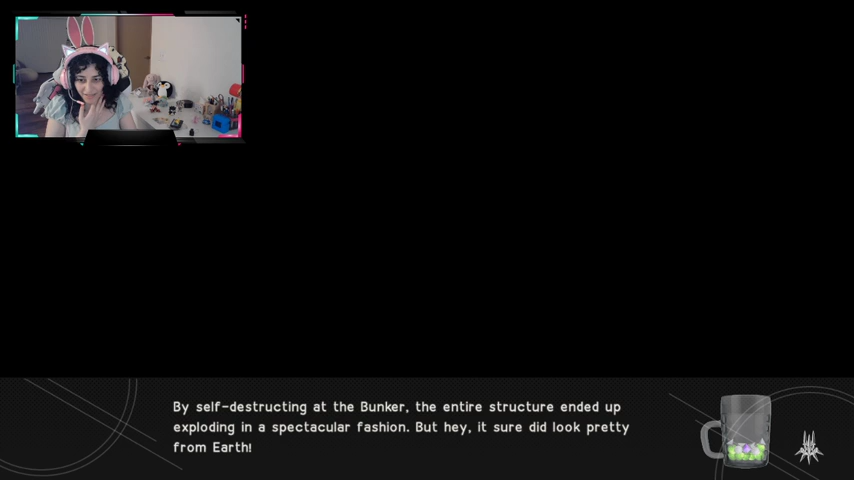 By self-destructing at the Bunker, the entire structure ended up
exploding in a spectacular fashion. But hey, it sure did look pretty
from Earth!